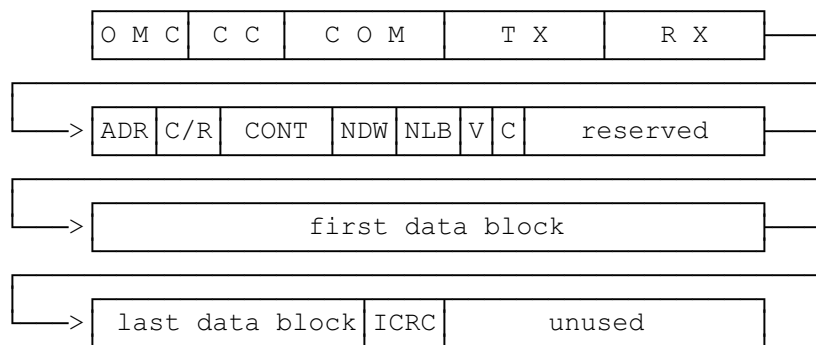 O M C C C C O M T X R X
> ADR C/R CONT NDW NLB V C reserved
> first data block
> last data block ICRC unused